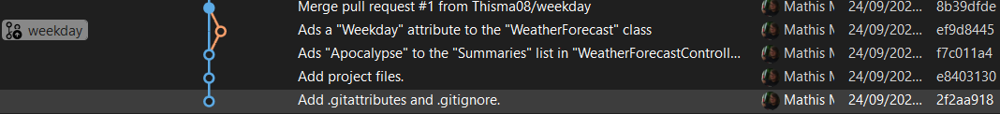 Merge pull request #1 from Thisma08/weekday Mathis M 24/09/202... 8b39dfde
weekday Ads a "Weekday" attribute to the "WeatherForecast" class Mathis M 24/09/202... ef9d8445
Ads "Apocalypse" to the "Summaries" list in "WeatherForecastControll... Mathis M 24/09/202... f7c011a4
Add project files. Mathis M 24/09/202... e8403130
Add .gitattributes and .gitignore. Mathis M 24/09/202... 2f2aa918